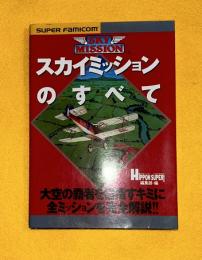 SUPER FAMICOM
SKY
MISSION
スカイミッション
のすべて
HIPPON SUPER!
編集部・編
大空の覇者を目指すキミに
全ミッションを完全解説!!